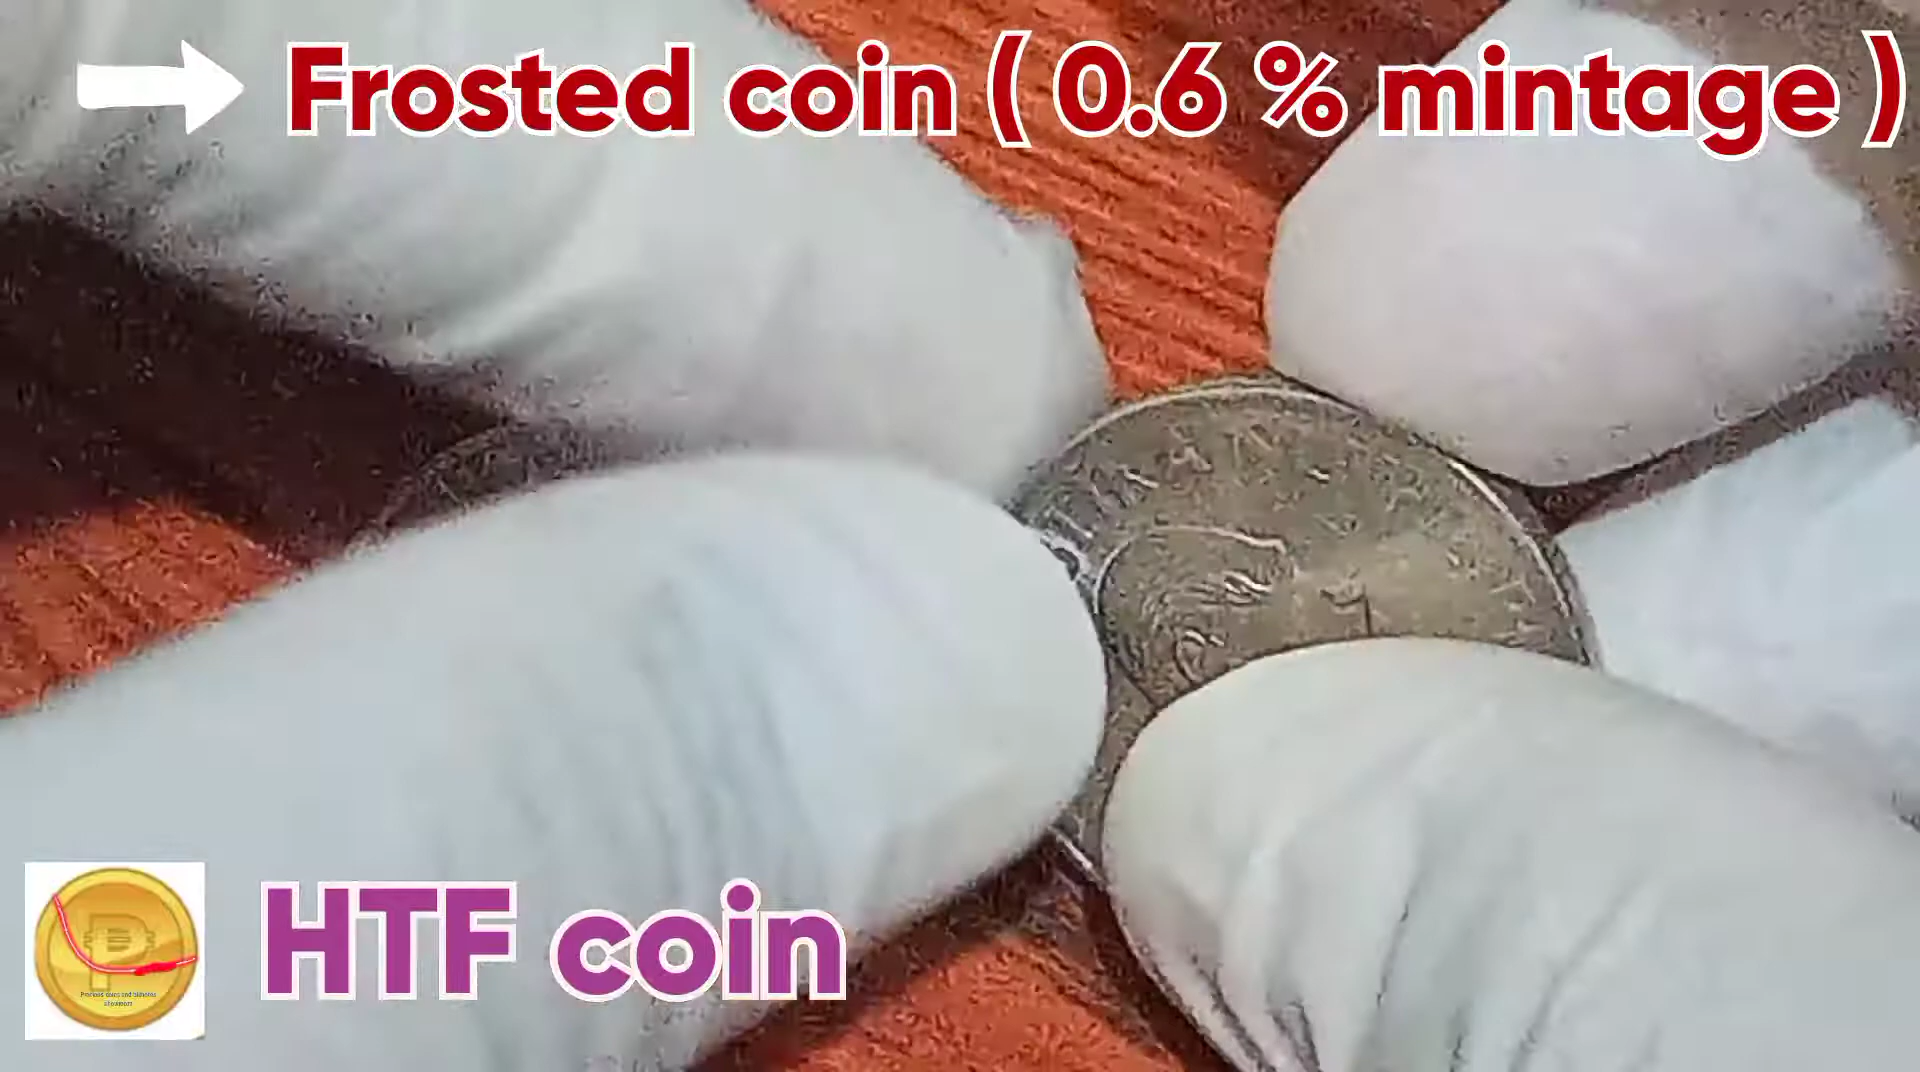 Frosted coin ( 0.6 % mintage )
HTF coin